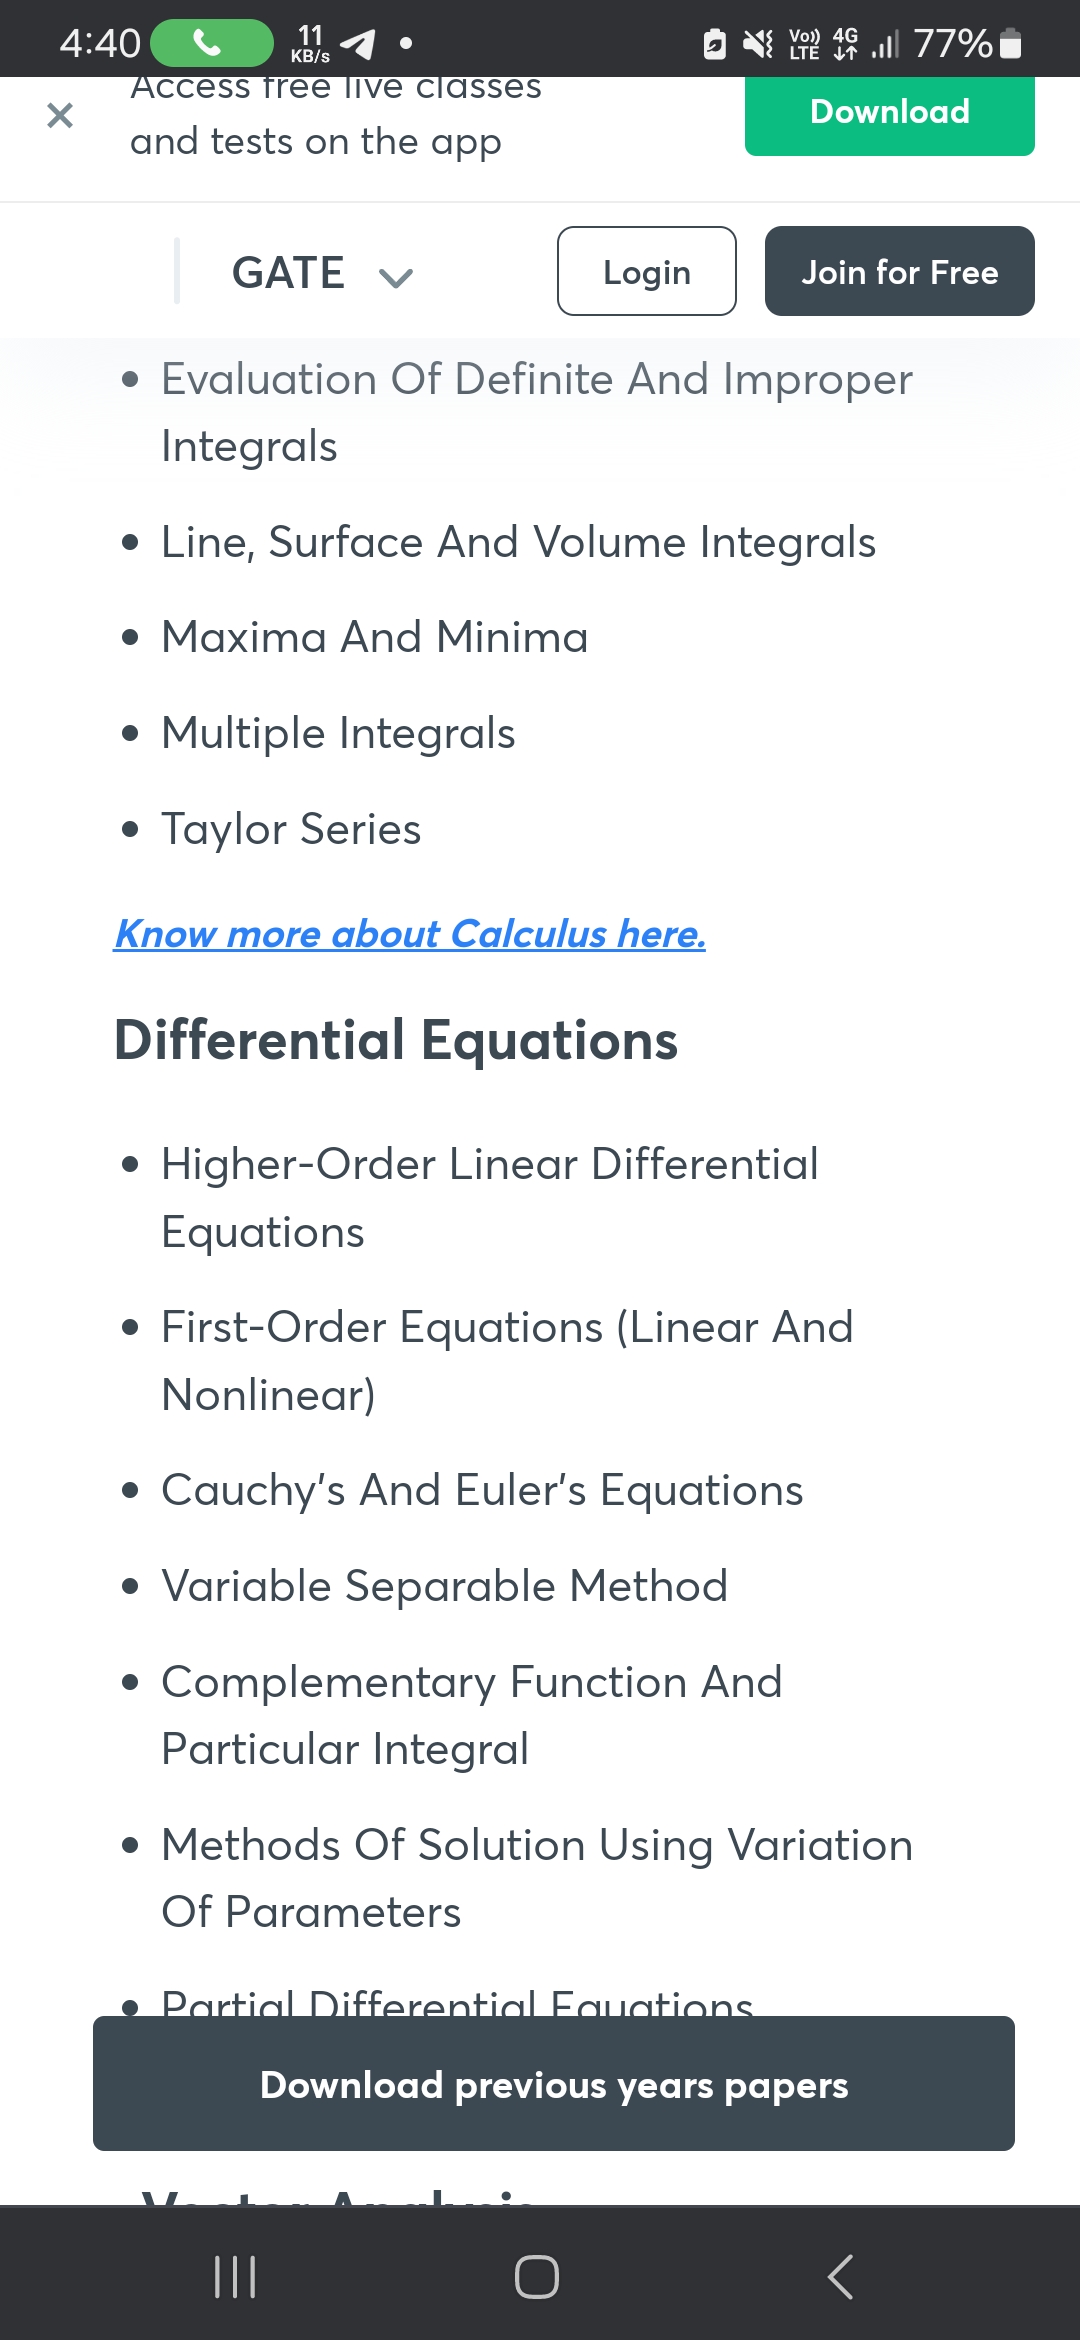 4:40
11
KB/s
Vo))
LTE
4G
77%
Access free live classes
and tests on the app
Download
GATE
Login
Join for Free
• Evaluation Of Definite And Improper
Integrals
• Line, Surface And Volume Integrals
• Maxima And Minima
• Multiple Integrals
• Taylor Series
Know more about Calculus here.
Differential Equations
• Higher-Order Linear Differential
Equations
• First-Order Equations (Linear And
Nonlinear)
• Cauchy's And Euler's Equations
• Variable Separable Method
• Complementary Function And
Particular Integral
• Methods Of Solution Using Variation
Of Parameters
• Partial Differential Equations
Download previous years papers
Vector Analysis